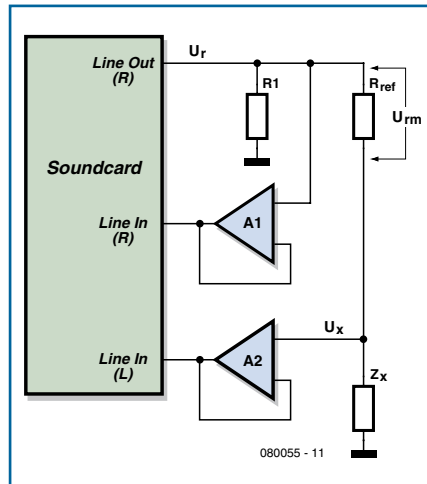 Line Out
(R)
Ur
R1
Rref
Urm
Soundcard
Line In
(R)
A1
Line In
(L)
A2
Ux
Zx
080055 - 11